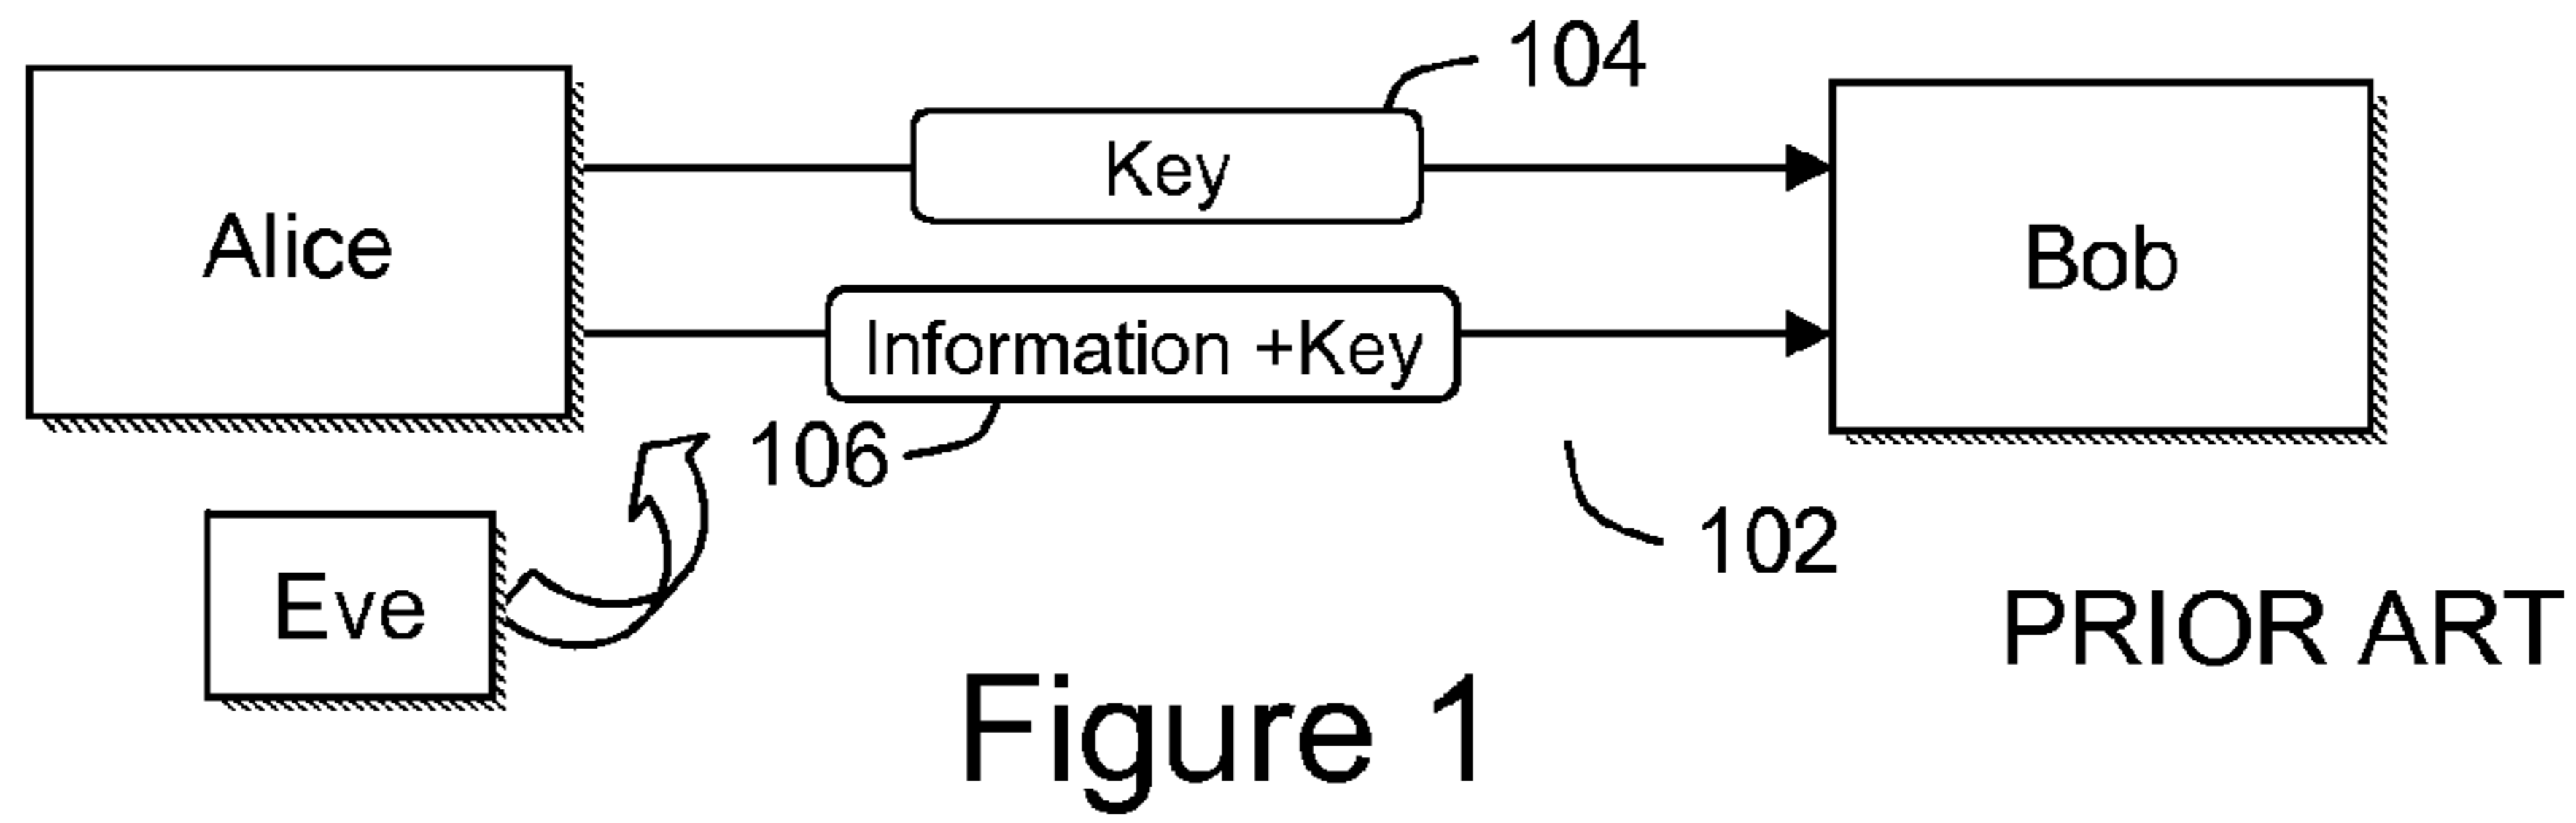 104
Key
Alice
Bob
Information +Key
106
102
Eve
PRIOR ART
Figure 1